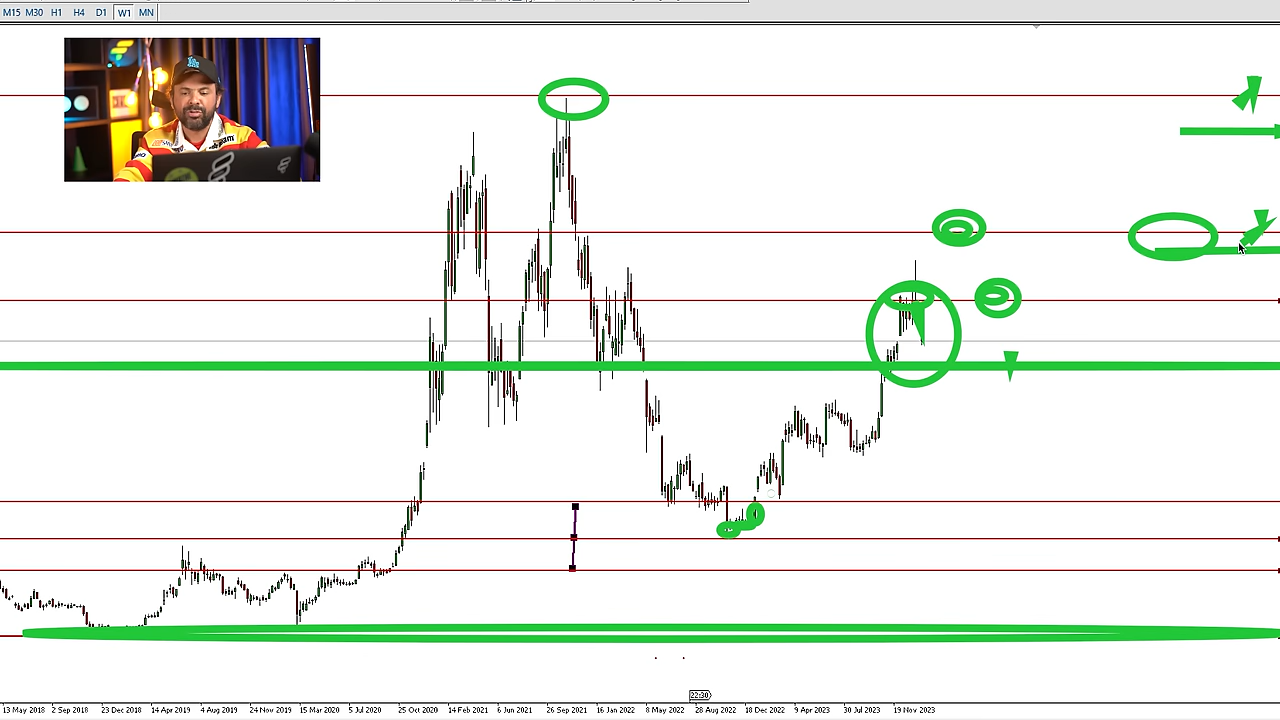 M15 M30 H1 H4 D1 W1 MN
22:30
13 May 2018 2 Sep 2018 23 Dec 2018 14 Apr 2019 4 Aug 2019 24 Nov 2019 15 Mar 2020 5 Jul 2020 25 Oct 2020 14 Feb 2021 6 Jun 2021 26 Sep 2021 16 Jan 2022 8 May 2022 28 Aug 2022 18 Dec 2022 9 Apr 2023 30 Jul 2023 19 Nov 2023